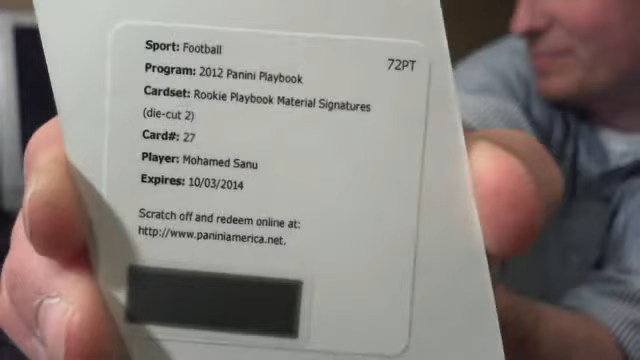 Sport: Football
72PT
Program: 2012 Panini Playbook
Cardset: Rookie Playbook Material Signatures
(die-cut 2)
Card#: 27
Player: Mohamed Sanu
Expires: 10/03/2014
Scratch off and redeem online at:
http://www.paniniamerica.net.